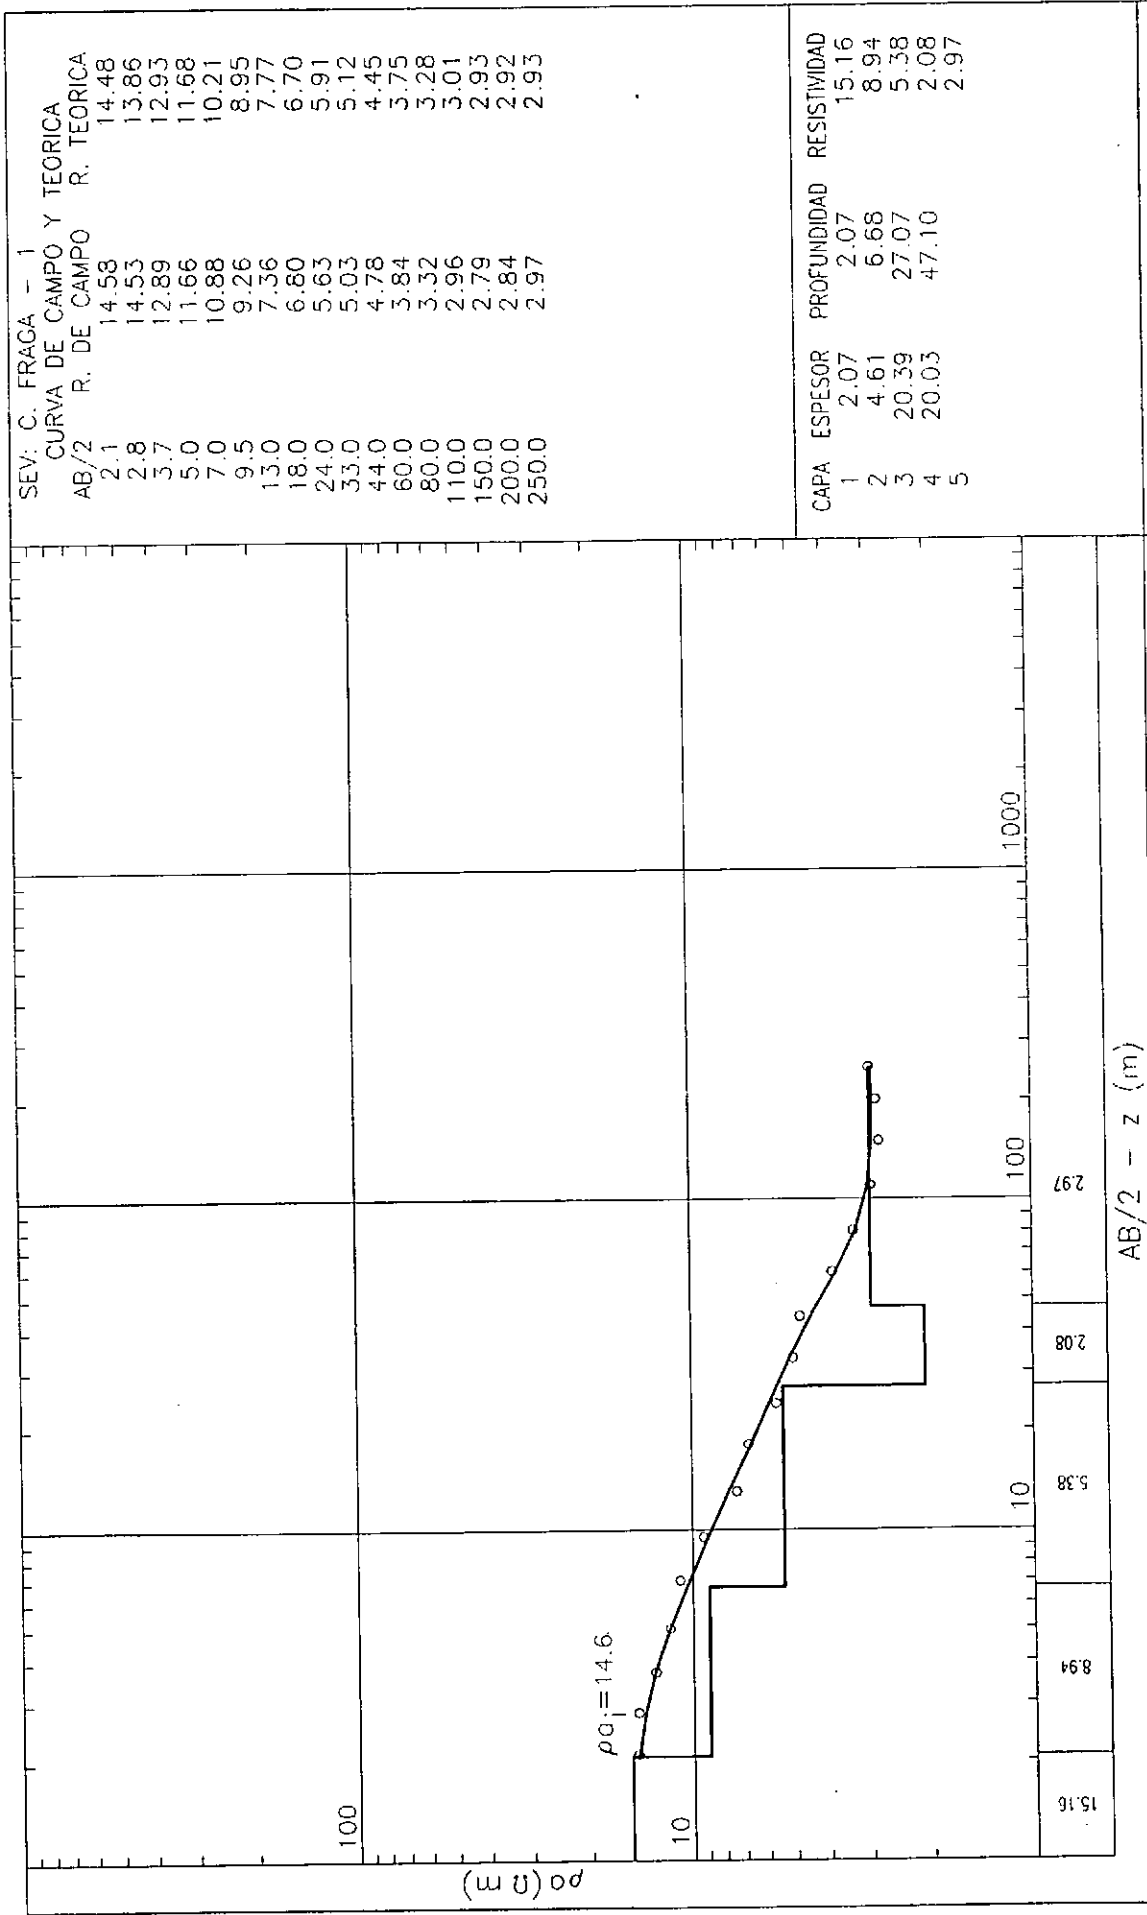 SEV: C. FRAGA - 1
CURVA DE CAMPO Y TEORICA
AB/2 R. DE CAMPO R. TEORICA
2.1 14.58 14.48
2.8 14.53 13.86
3.7 12.89 12.93
5.0 11.66 11.68
7.0 10.88 10.21
9.5 9.26 8.95
13.0 7.36 7.77
18.0 6.80 6.70
24.0 5.63 5.91
33.0 5.03 5.12
44.0 4.78 4.45
60.0 3.84 3.75
80.0 3.32 3.28
110.0 2.96 3.01
150.0 2.79 2.93
200.0 2.84 2.92
250.0 2.97 2.93
CAPA ESPESOR PROFUNDIDAD RESISTIVIDAD
1 2.07 2.07 15.16
2 4.61 6.68 8.94
3 20.39 27.07 5.38
4 20.03 47.10 2.08
5 2.97
ρa (Ω m)
100
10
ρai=14.6
10
100
1000
15.16
8.94
5.38
2.08
2.97
AB/2 - z (m)